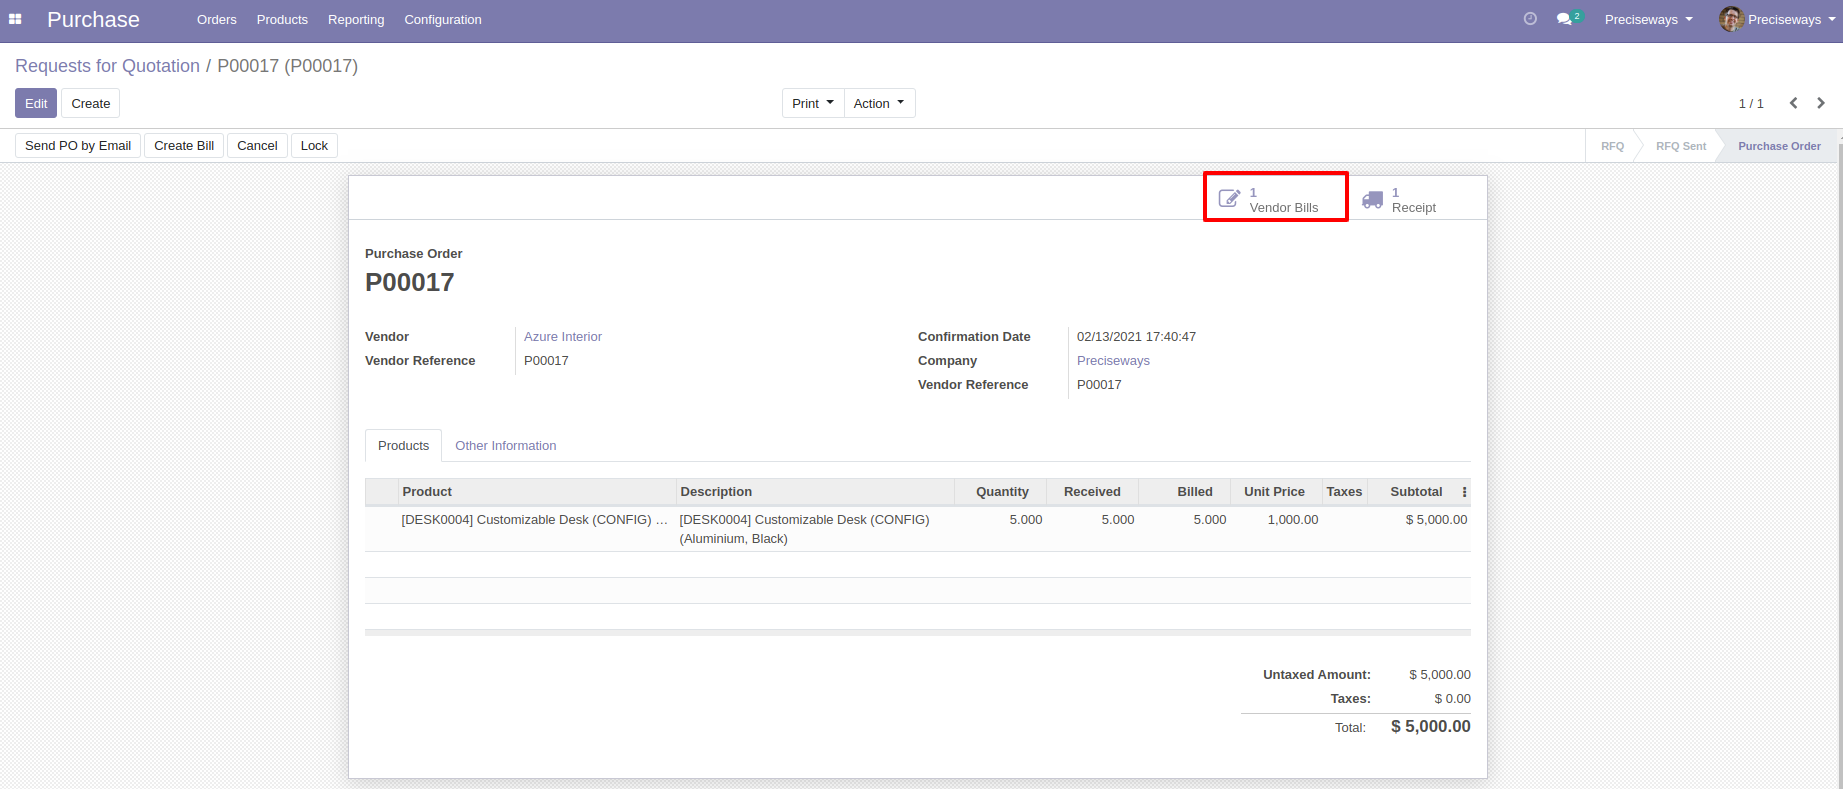 Purchase Orders Products Reporting Configuration 2 Preciseways Preciseways
Requests for Quotation / P00017 (P00017)
Edit Create Print Action 1 / 1
Send PO by Email Create Bill Cancel Lock RFQ RFQ Sent Purchase Order
1 Vendor Bills
1 Receipt
Purchase Order
P00017
Vendor Azure Interior
Vendor Reference P00017
Confirmation Date 02/13/2021 17:40:47
Company Preciseways
Vendor Reference P00017
Products Other Information
Product Description Quantity Received Billed Unit Price Taxes Subtotal
[DESK0004] Customizable Desk (CONFIG) … [DESK0004] Customizable Desk (CONFIG) 5.000 5.000 5.000 1,000.00 $ 5,000.00
(Aluminium, Black)
Untaxed Amount: $ 5,000.00
Taxes: $ 0.00
Total: $ 5,000.00